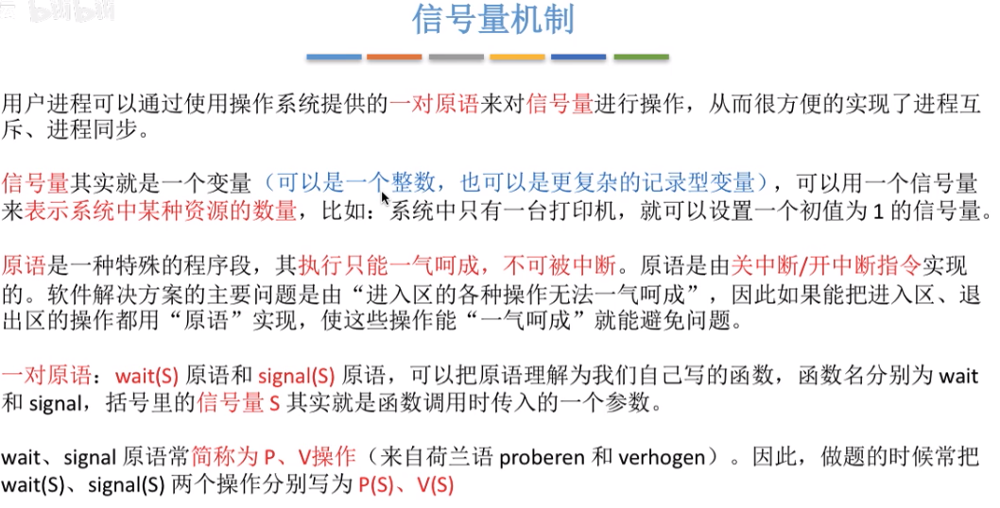 bilibili
信号量机制
用户进程可以通过使用操作系统提供的一对原语来对信号量进行操作，从而很方便的实现了进程互
斥、进程同步。
信号量其实就是一个变量（可以是一个整数，也可以是更复杂的记录型变量），可以用一个信号量
来表示系统中某种资源的数量，比如：系统中只有一台打印机，就可以设置一个初值为 1 的信号量。
原语是一种特殊的程序段，其执行只能一气呵成，不可被中断。原语是由关中断/开中断指令实现
的。软件解决方案的主要问题是由“进入区的各种操作无法一气呵成”，因此如果能把进入区、退
出区的操作都用“原语”实现，使这些操作能“一气呵成”就能避免问题。
一对原语：wait(S) 原语和 signal(S) 原语，可以把原语理解为我们自己写的函数，函数名分别为 wait
和 signal，括号里的信号量 S 其实就是函数调用时传入的一个参数。
wait、signal 原语常简称为 P、V操作（来自荷兰语 proberen 和 verhogen）。因此，做题的时候常把
wait(S)、signal(S) 两个操作分别写为 P(S)、V(S)